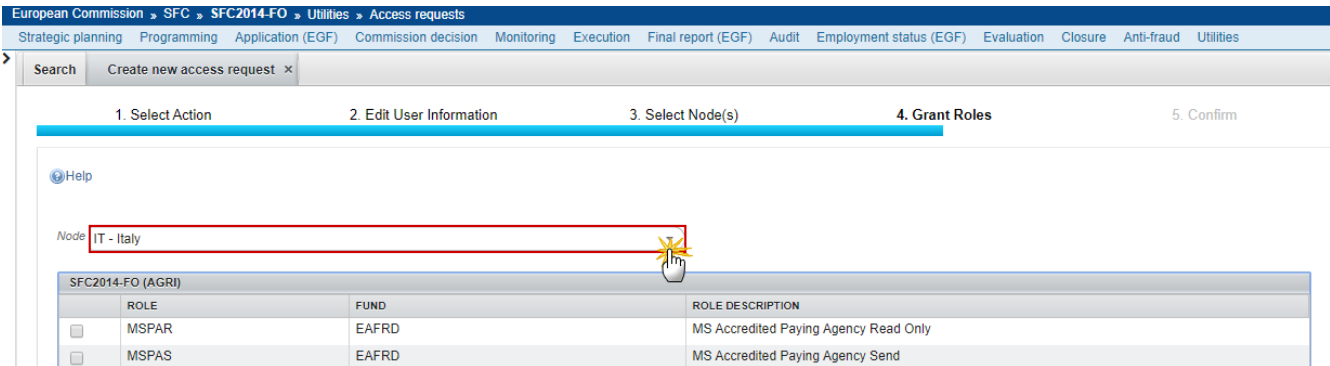 European Commission » SFC » SFC2014-FO » Utilities » Access requests
Strategic planning Programming Application (EGF) Commission decision Monitoring Execution Final report (EGF) Audit Employment status (EGF) Evaluation Closure Anti-fraud Utilities
Search Create new access request ×
1. Select Action 2. Edit User Information 3. Select Node(s) 4. Grant Roles 5. Confirm
Help
Node IT - Italy
SFC2014-FO (AGRI)
ROLE FUND ROLE DESCRIPTION
MSPAR EAFRD MS Accredited Paying Agency Read Only
MSPAS EAFRD MS Accredited Paying Agency Send